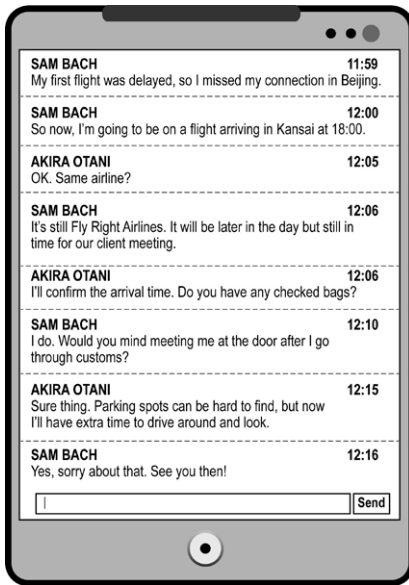 SAM BACH 11:59
My first flight was delayed, so I missed my connection in Beijing.
SAM BACH 12:00
So now, I'm going to be on a flight arriving in Kansai at 18:00.
AKIRA OTANI 12:05
OK. Same airline?
SAM BACH 12:06
It's still Fly Right Airlines. It will be later in the day but still in
time for our client meeting.
AKIRA OTANI 12:06
I'll confirm the arrival time. Do you have any checked bags?
SAM BACH 12:10
I do. Would you mind meeting me at the door after I go
through customs?
AKIRA OTANI 12:15
Sure thing. Parking spots can be hard to find, but now
I'll have extra time to drive around and look.
SAM BACH 12:16
Yes, sorry about that. See you then!
Send